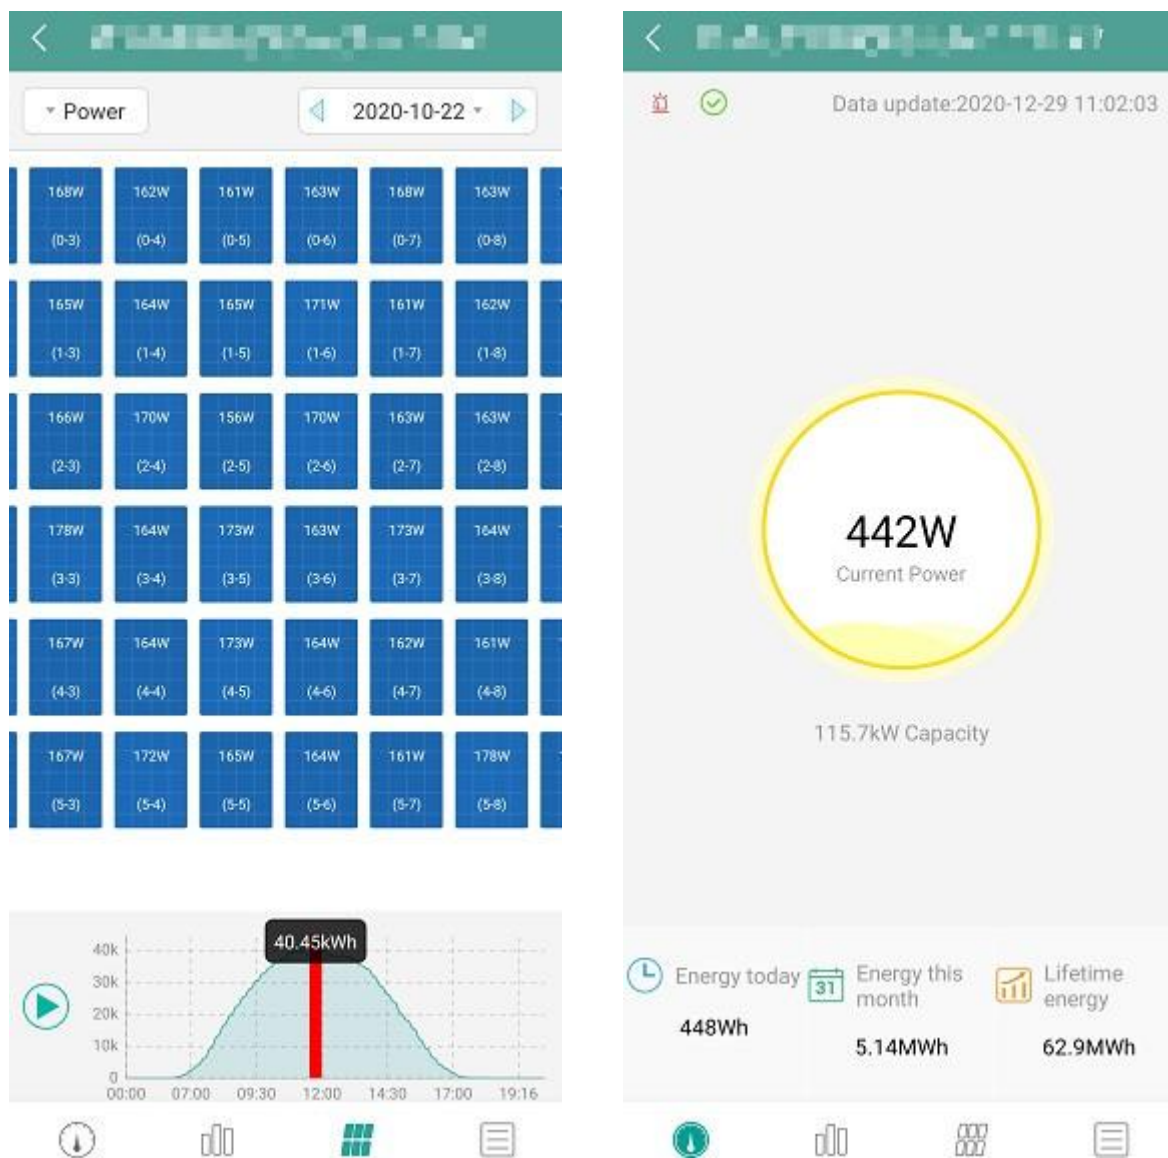 Power
2020-10-22
168W 162W 161W 163W 168W 163W
(0-3) (0-4) (0-5) (0-6) (0-7) (0-8)
165W 164W 165W 171W 161W 162W
(1-3) (1-4) (1-5) (1-6) (1-7) (1-8)
166W 170W 156W 170W 163W 163W
(2-3) (2-4) (2-5) (2-6) (2-7) (2-8)
178W 164W 173W 163W 173W 164W
(3-3) (3-4) (3-5) (3-6) (3-7) (3-8)
167W 164W 173W 164W 162W 161W
(4-3) (4-4) (4-5) (4-6) (4-7) (4-8)
167W 172W 165W 164W 161W 178W
(5-3) (5-4) (5-5) (5-6) (5-7) (5-8)
40.45kWh
40k
30k
20k
10k
0
00:00 07:00 09:30 12:00 14:30 17:00 19:16
Data update:2020-12-29 11:02:03
442W
Current Power
115.7kW Capacity
Energy today
448Wh
31
Energy this
month
5.14MWh
Lifetime
energy
62.9MWh